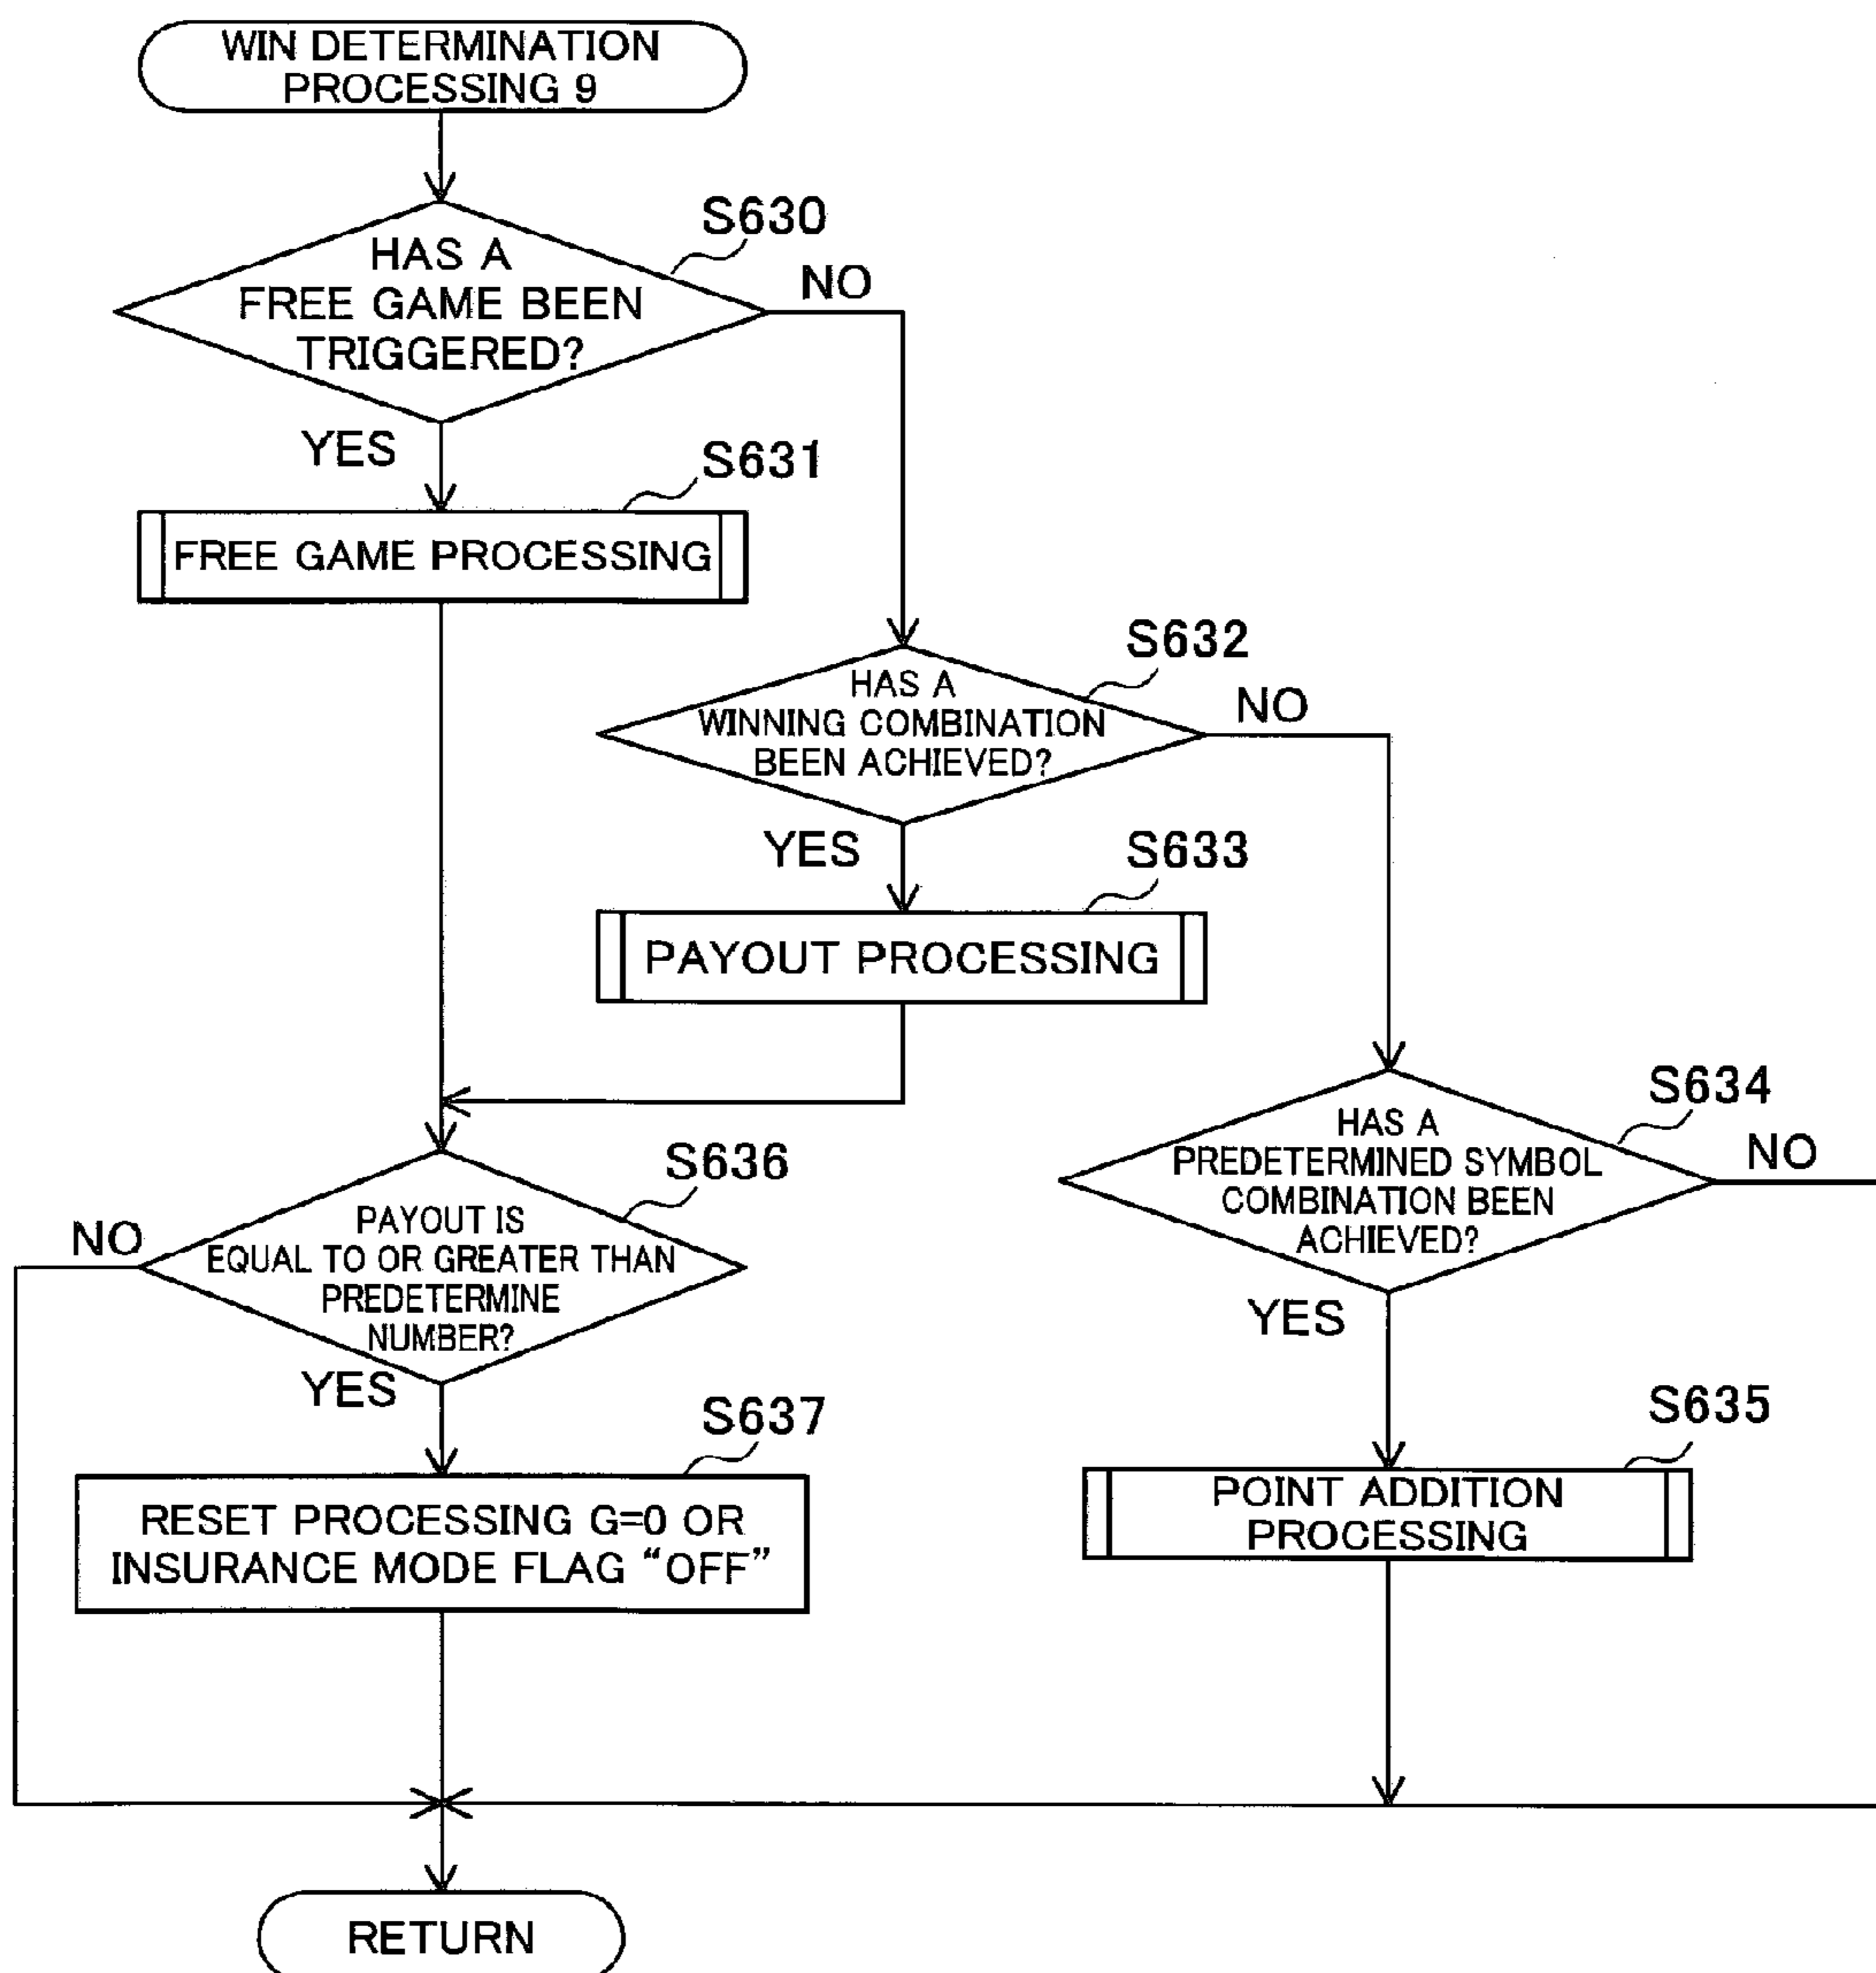 WIN DETERMINATION
PROCESSING 9
S630
HAS A
FREE GAME BEEN
TRIGGERED?
NO
YES
S631
FREE GAME PROCESSING
S632
HAS A
WINNING COMBINATION
BEEN ACHIEVED?
NO
YES
S633
PAYOUT PROCESSING
S634
HAS A
PREDETERMINED SYMBOL
COMBINATION BEEN
ACHIEVED?
NO
YES
S636
PAYOUT IS
EQUAL TO OR GREATER THAN
PREDETERMINE
NUMBER?
NO
YES
S637
RESET PROCESSING G=0 OR
INSURANCE MODE FLAG “OFF”
S635
POINT ADDITION
PROCESSING
RETURN